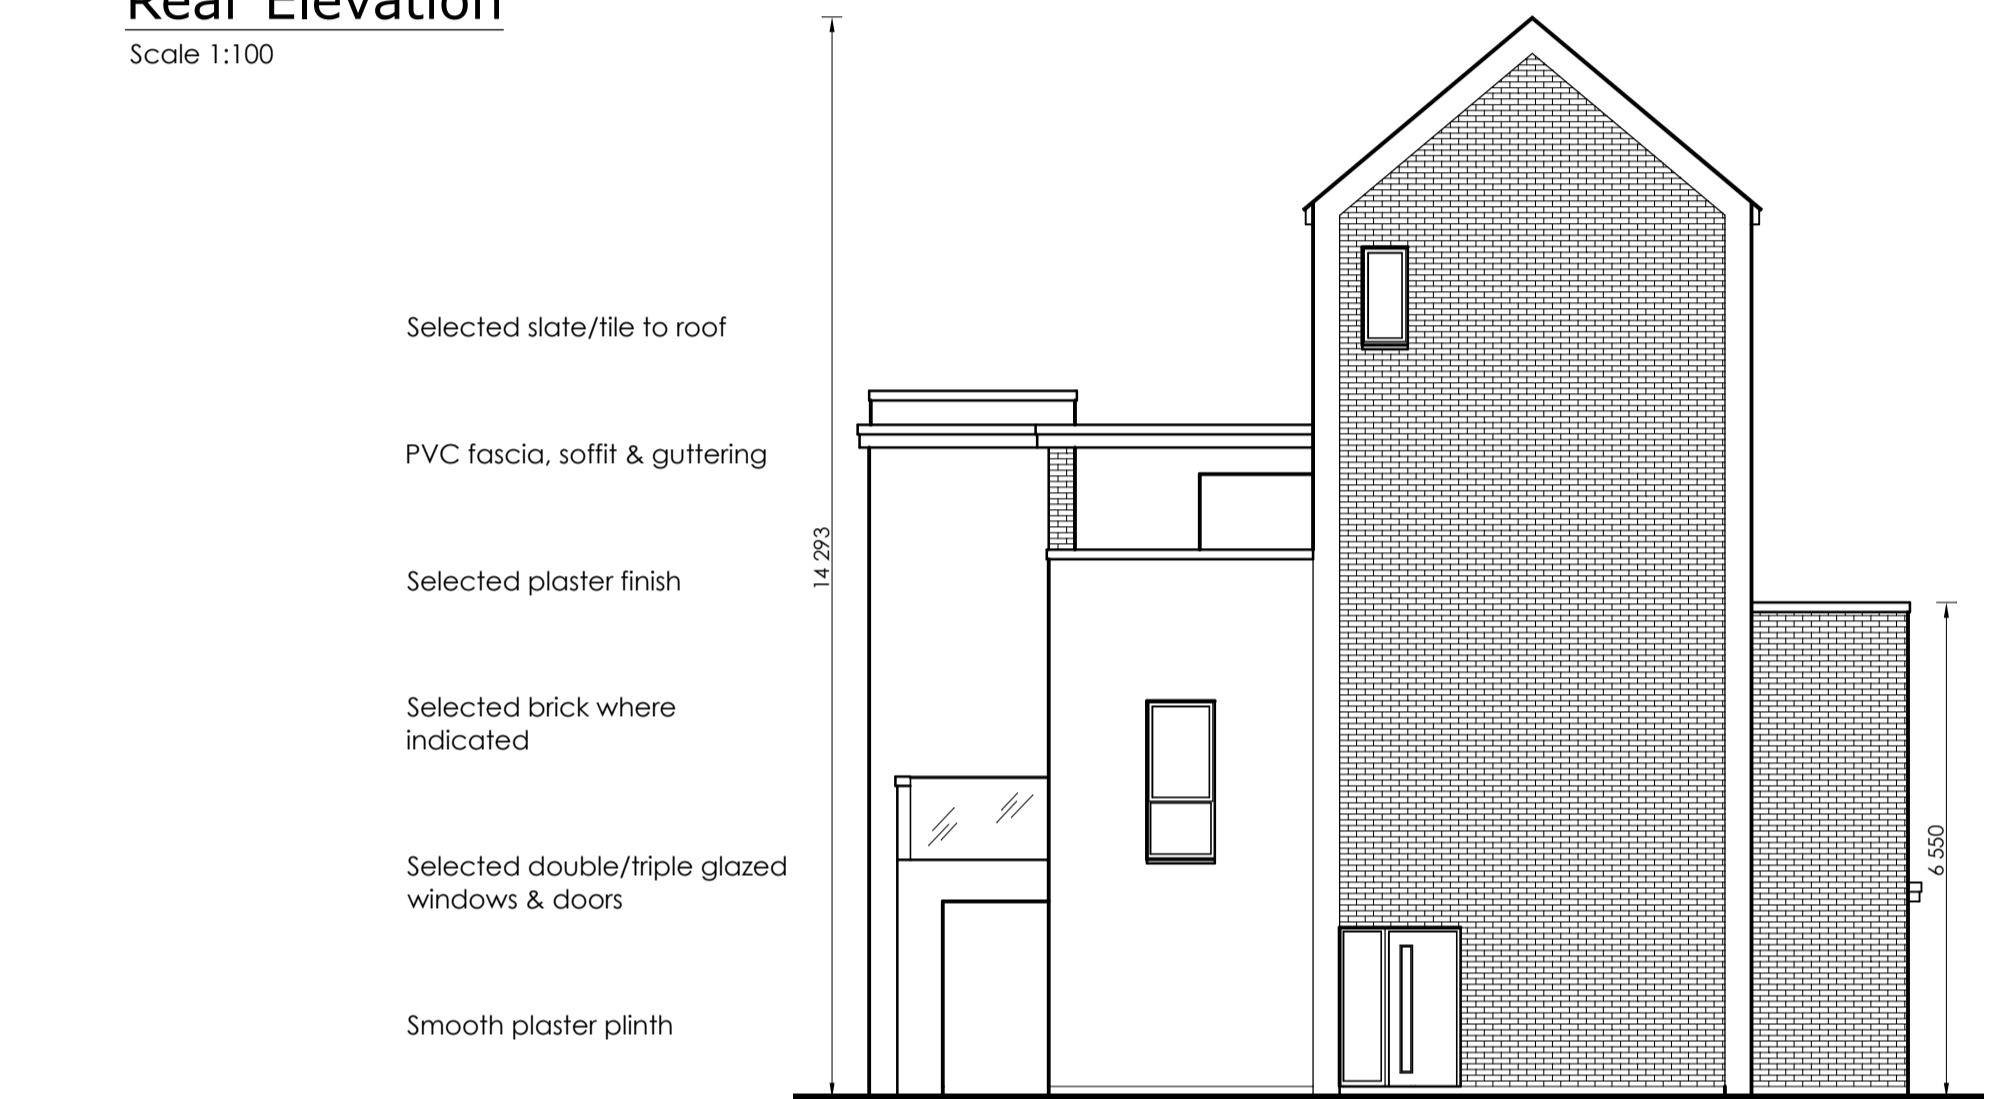 Rear Elevation
Scale 1:100
Selected slate/tile to roof
PVC fascia, soffit & guttering
Selected plaster finish
Selected brick where
indicated
Selected double/triple glazed
windows & doors
Smooth plaster plinth
14 293
6 550